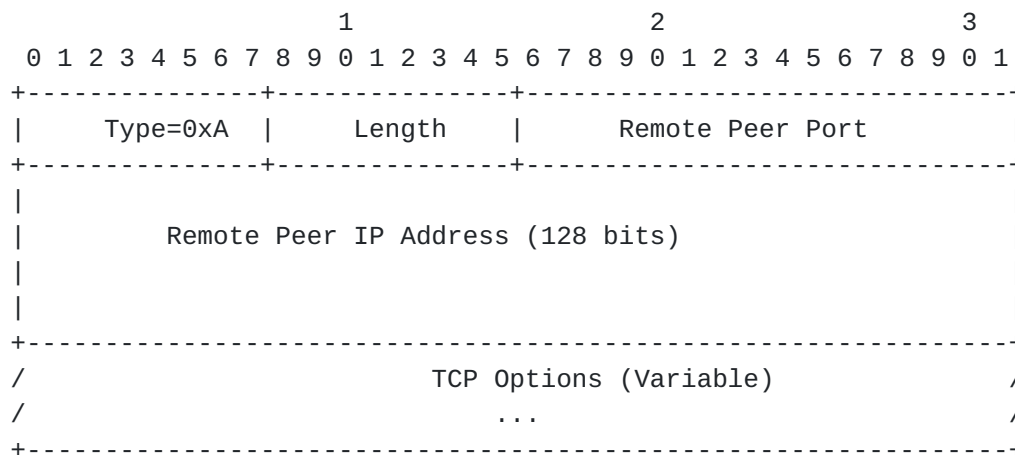 1 2 3
0 1 2 3 4 5 6 7 8 9 0 1 2 3 4 5 6 7 8 9 0 1 2 3 4 5 6 7 8 9 0 1
+---------------+---------------+-------------------------------+
| Type=0xA | Length | Remote Peer Port
+---------------+---------------+-------------------------------+
|
| Remote Peer IP Address (128 bits)
|
|
+---------------------------------------------------------------+
/ TCP Options (Variable) /
/ ... /
+---------------------------------------------------------------+